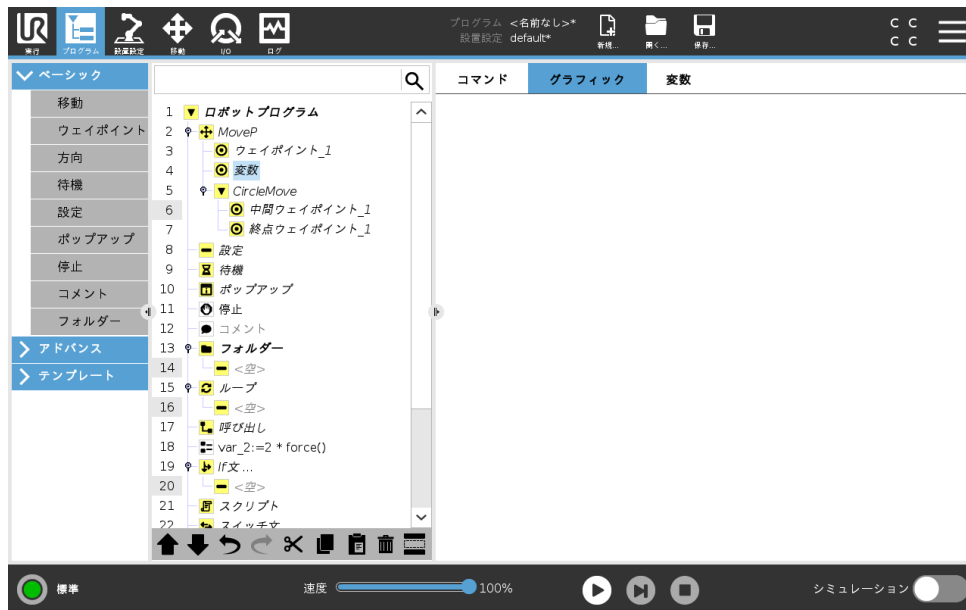 UR
実行
プログラム
設置設定
移動
I/O
ログ
プログラム <名前なし>*
設置設定 default*
新規...
開く...
保存...
C C
C C
ベーシック
移動
ウェイポイント
方向
待機
設定
ポップアップ
停止
コメント
フォルダー
アドバンス
テンプレート
1 ロボットプログラム
2 MoveP
3 ウェイポイント_1
4 変数
5 CircleMove
6 中間ウェイポイント_1
7 終点ウェイポイント_1
8 設定
9 待機
10 ポップアップ
11 停止
12 コメント
13 フォルダー
14 <空>
15 ループ
16 <空>
17 呼び出し
18 var_2:=2 * force()
19 If文 ...
20 <空>
21 スクリプト
22 スイッチ文
コマンド
グラフィック
変数
標準
速度
100%
シミュレーション